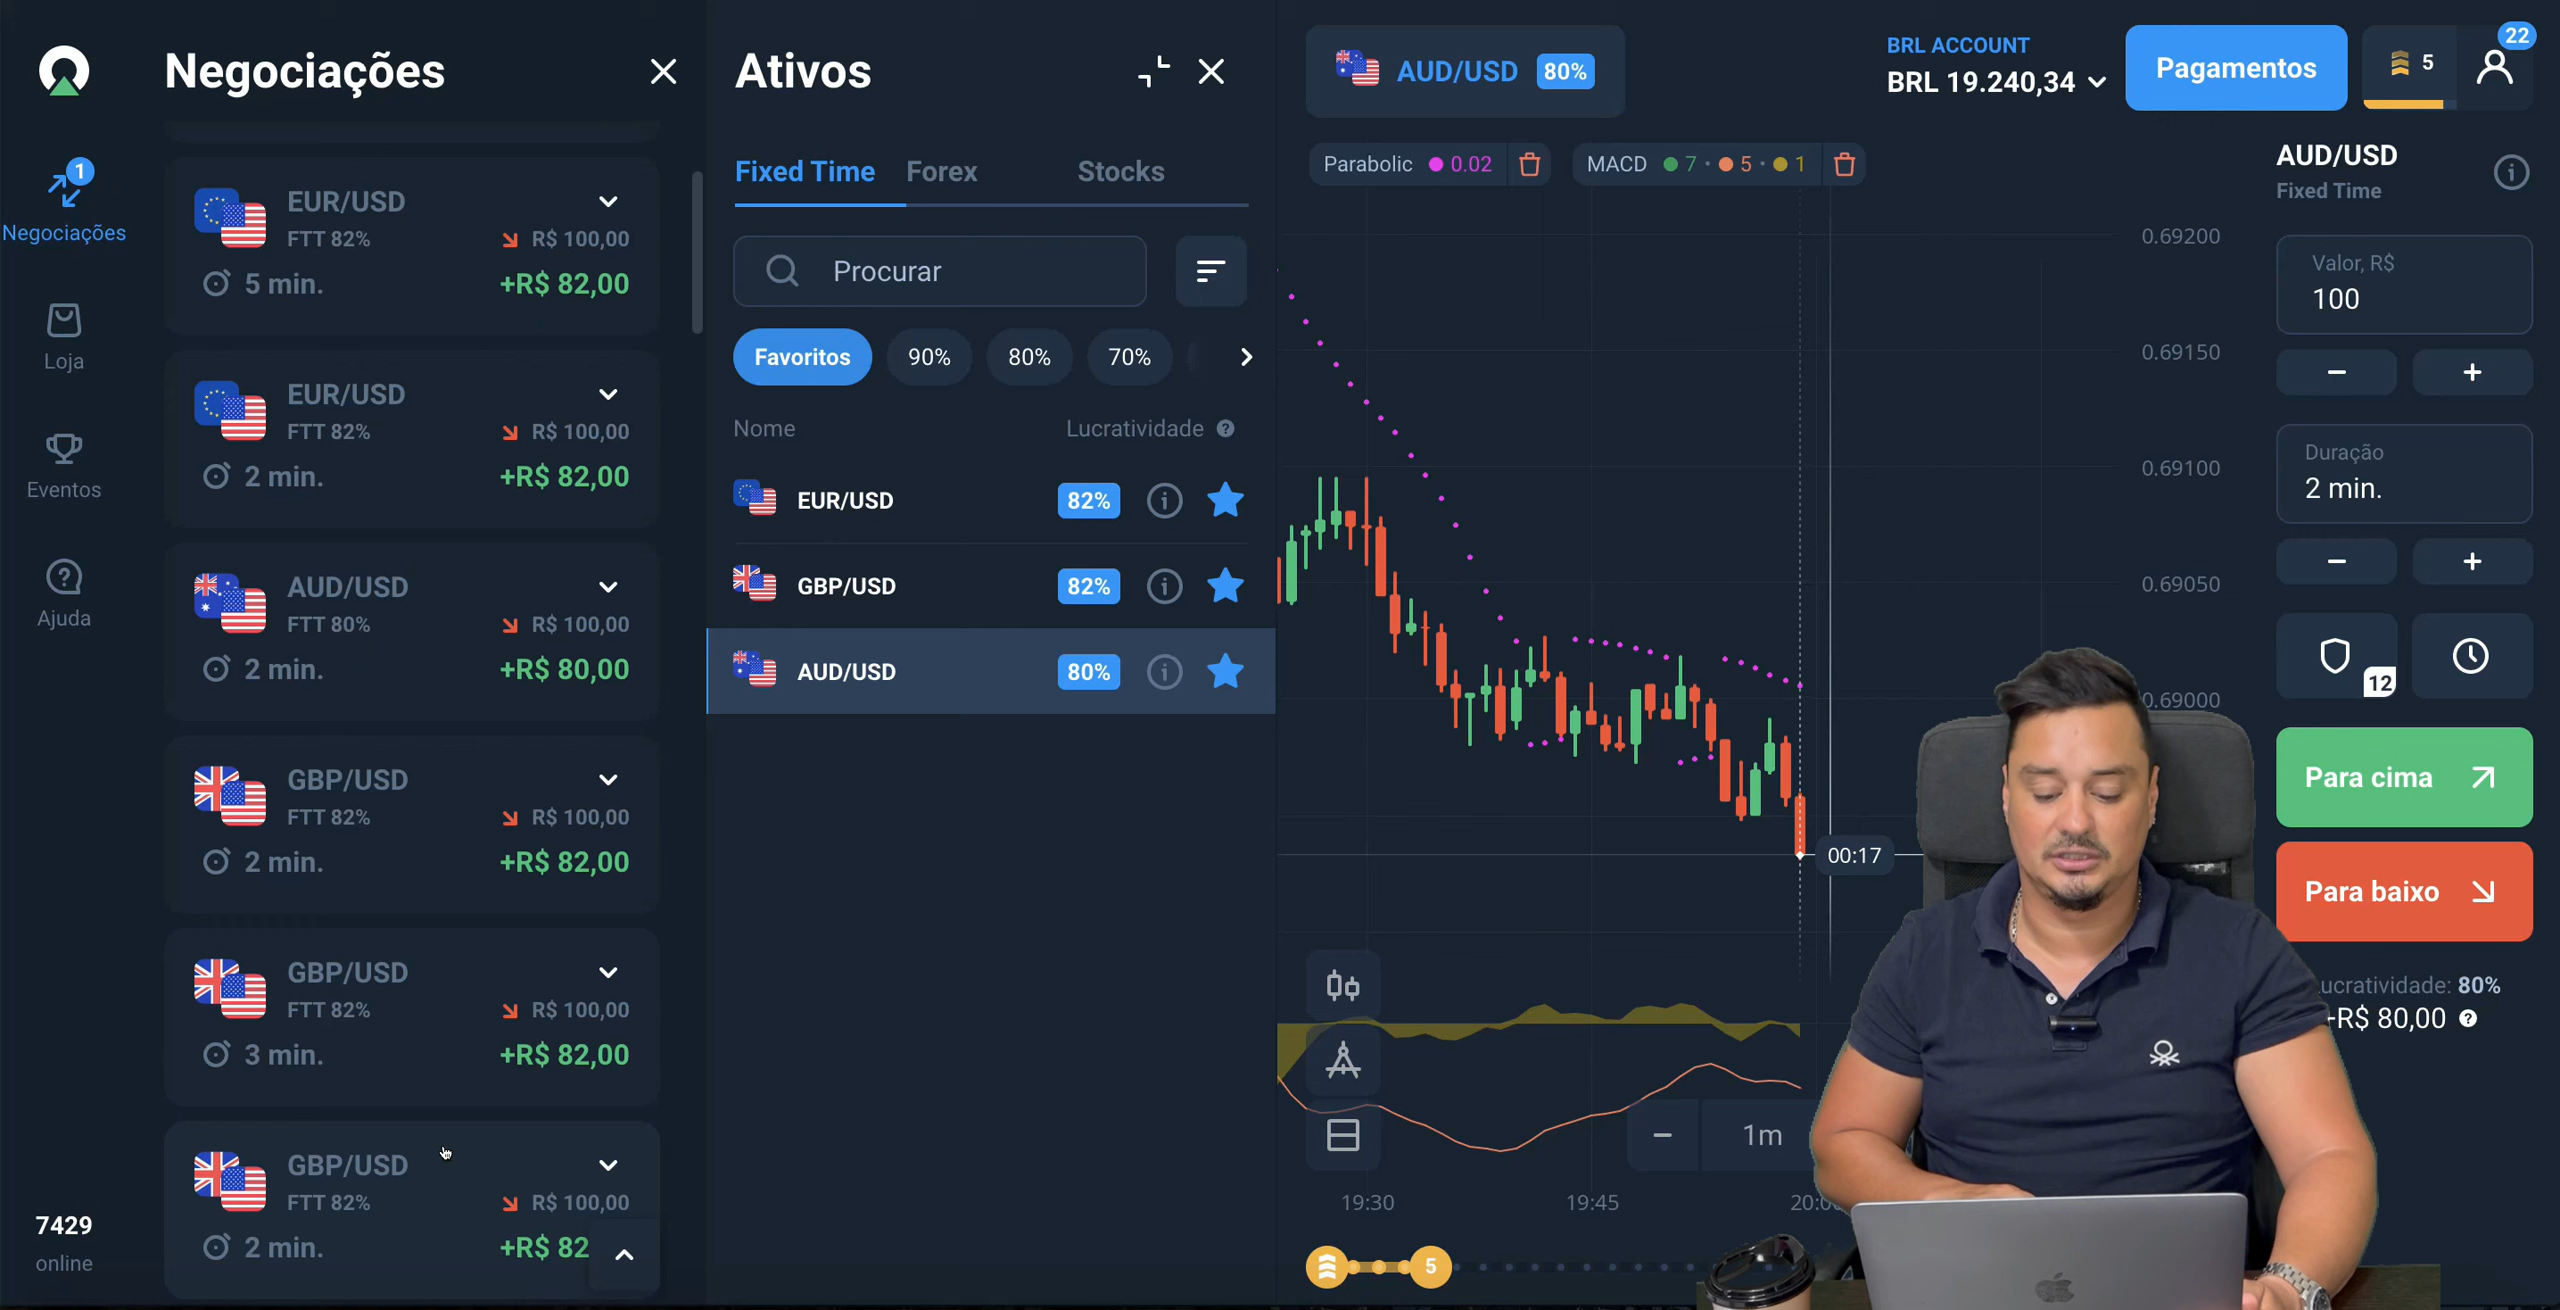 Negociações
1
Negociações
Loja
Eventos
Ajuda
7429
online
EUR/USD
FTT 82%
R$ 100,00
5 min.
+R$ 82,00
EUR/USD
FTT 82%
R$ 100,00
2 min.
+R$ 82,00
AUD/USD
FTT 80%
R$ 100,00
2 min.
+R$ 80,00
GBP/USD
FTT 82%
R$ 100,00
2 min.
+R$ 82,00
GBP/USD
FTT 82%
R$ 100,00
3 min.
+R$ 82,00
GBP/USD
FTT 82%
R$ 100,00
2 min.
+R$ 82
Ativos
Fixed Time Forex Stocks
Procurar
Favoritos 90% 80% 70%
Nome Lucratividade
EUR/USD 82%
GBP/USD 82%
AUD/USD 80%
AUD/USD 80%
Parabolic 0.02
MACD 7 • 5 • 1
0.69200
0.69150
0.69100
0.69050
0.69000
00:17
1m
19:30 19:45 20:0
5
BRL ACCOUNT
BRL 19.240,34
Pagamentos
5
22
AUD/USD
Fixed Time
Valor, R$
100
Duração
2 min.
12
Para cima
Para baixo
ucratividade: 80%
R$ 80,00